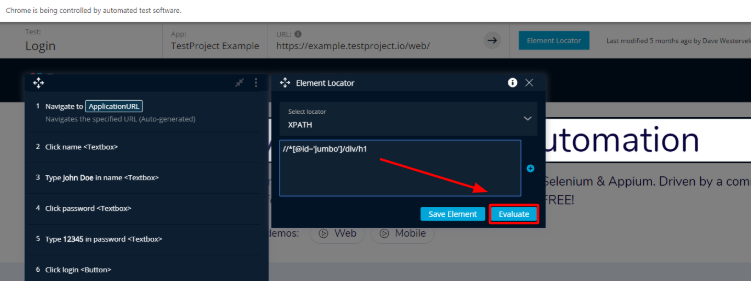 Chrome is being controlled by automated test software.
Test:
Login
App:
TestProject Example
URL:
https://example.testproject.io/web/
Element Locator
Last modified 5 months ago by Dave Westerveld
1 Navigate to ApplicationURL
Navigates the specified URL (Auto-generated)
2 Click name <Textbox>
3 Type John Doe in name <Textbox>
4 Click password <Textbox>
5 Type 12345 in password <Textbox>
6 Click login <Button>
Element Locator
Select locator
XPATH
//*[@id='jumbo']/div/h1
Save Element
Evaluate
utomation
Selenium & Appium. Driven by a com
FREE!
demos:
Web
Mobile